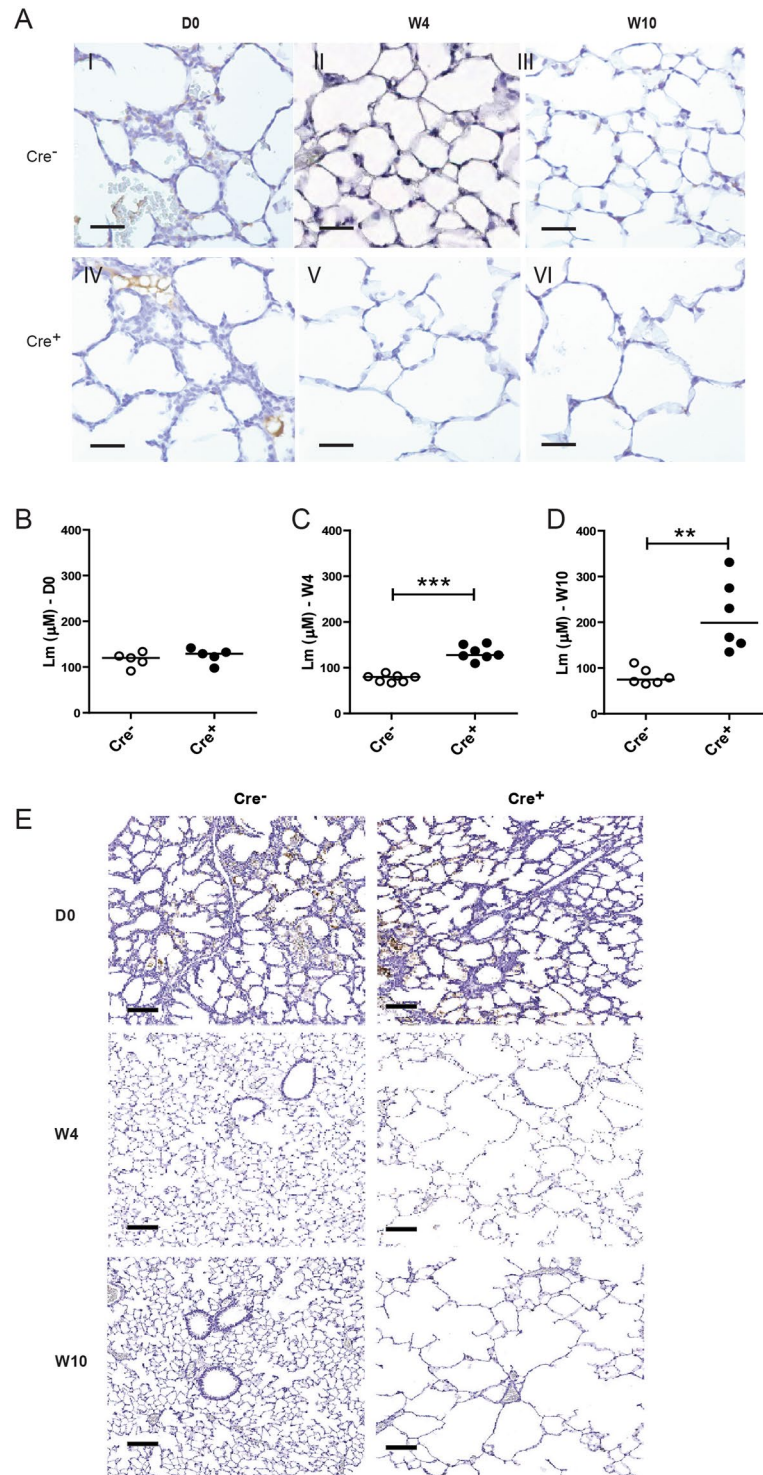 A
D0 W4 W10
I II III
Cre-
IV V VI
Cre+
B C D
400 400 400
300 300 300
200 200 200
100 100 100
0 0 0
Lm (µM) - D0
Lm (µM) - W4
Lm (µM) - W10
*** **
Cre- Cre+ Cre- Cre+ Cre- Cre+
E
Cre- Cre+
D0
W4
W10